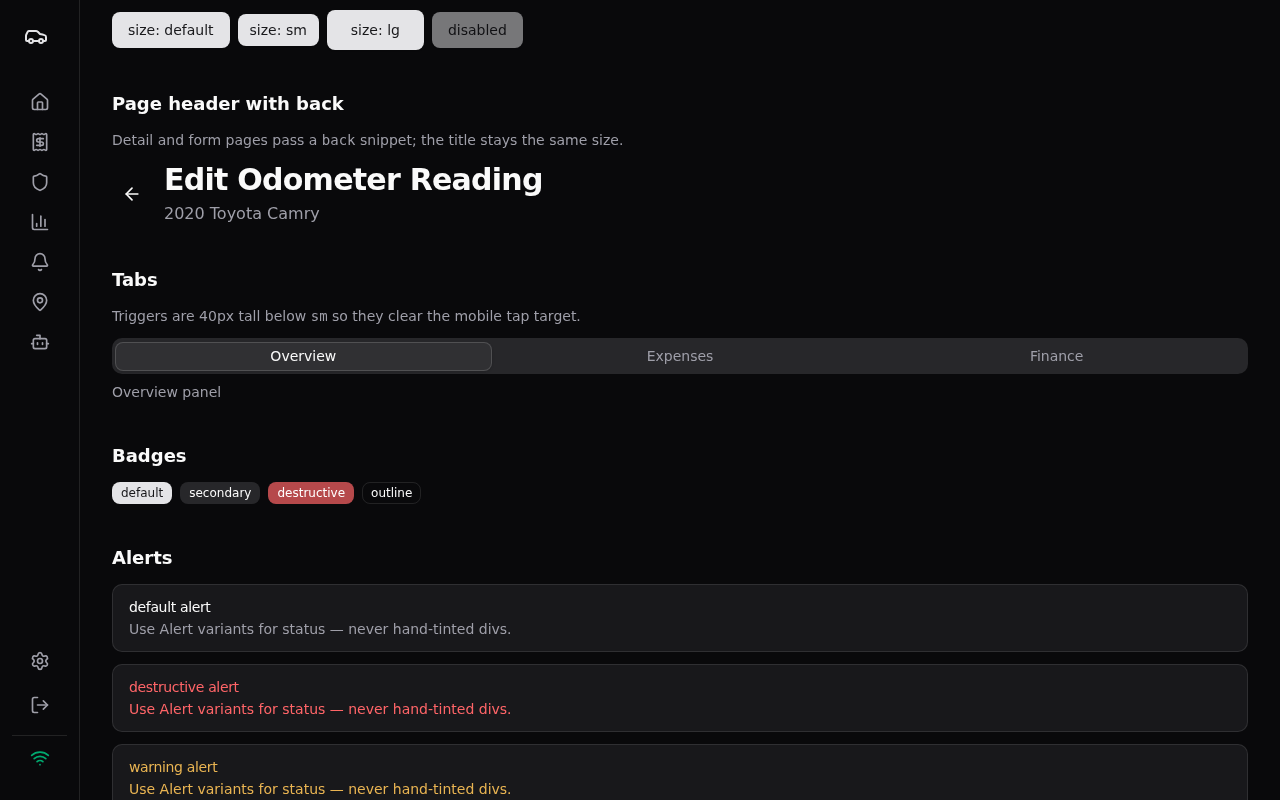 size: default size: sm size: lg disabled
Page header with back
Detail and form pages pass a back snippet; the title stays the same size.
Edit Odometer Reading
2020 Toyota Camry
Tabs
Triggers are 40px tall below sm so they clear the mobile tap target.
Overview Expenses Finance
Overview panel
Badges
default secondary destructive outline
Alerts
default alert
Use Alert variants for status — never hand-tinted divs.
destructive alert
Use Alert variants for status — never hand-tinted divs.
warning alert
Use Alert variants for status — never hand-tinted divs.